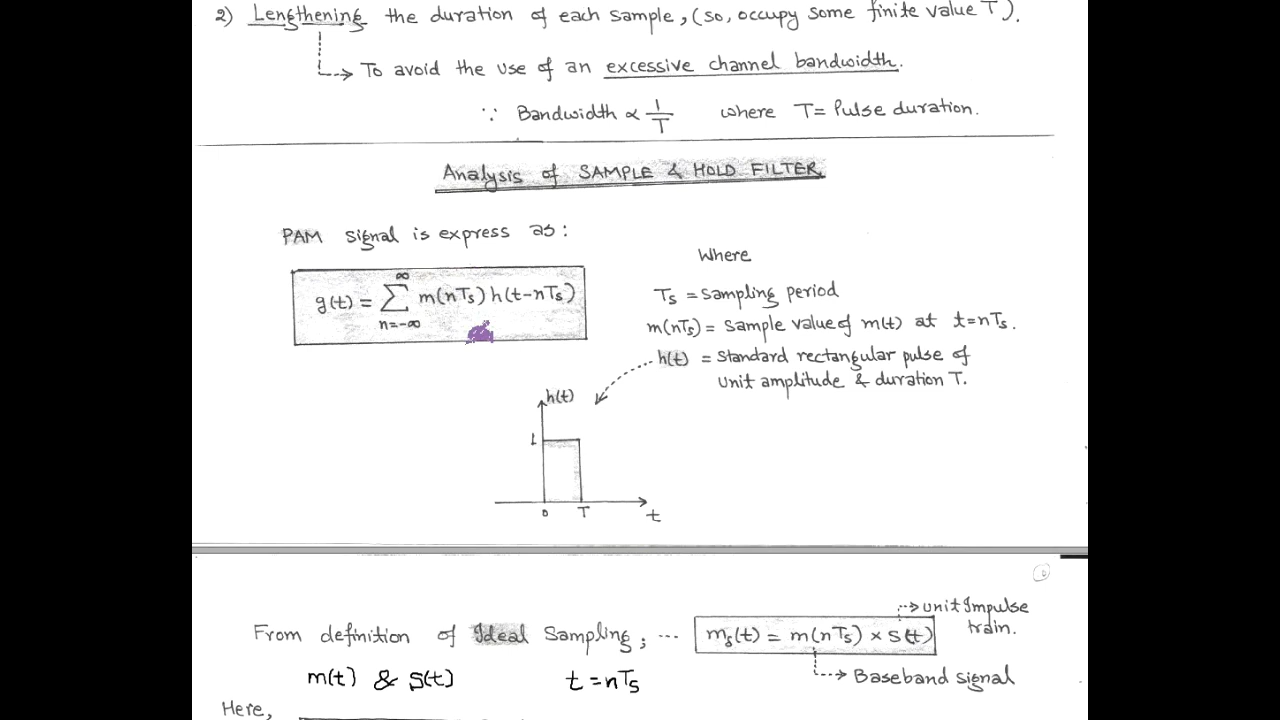 2) Lengthening the duration of each sample, (so, occupy some finite value T).
To avoid the use of an excessive channel bandwidth.
∵ Bandwidth ∝ 1/T where T = Pulse duration.
Analysis of SAMPLE & HOLD FILTER
PAM signal is express as:
g(t) = ∑_{n=-∞}^{∞} m(nTs) h(t-nTs)
Where
Ts = Sampling period
m(nTs) = Sample value of m(t) at t=nTs.
h(t) = Standard rectangular pulse of
Unit amplitude & duration T.
h(t)
1
0 T t
unit Impulse
train.
From definition of Ideal Sampling; ... mδ(t) = m(nTs) × s(t)
m(t) & s(t) t = nTs
Baseband signal
Here,